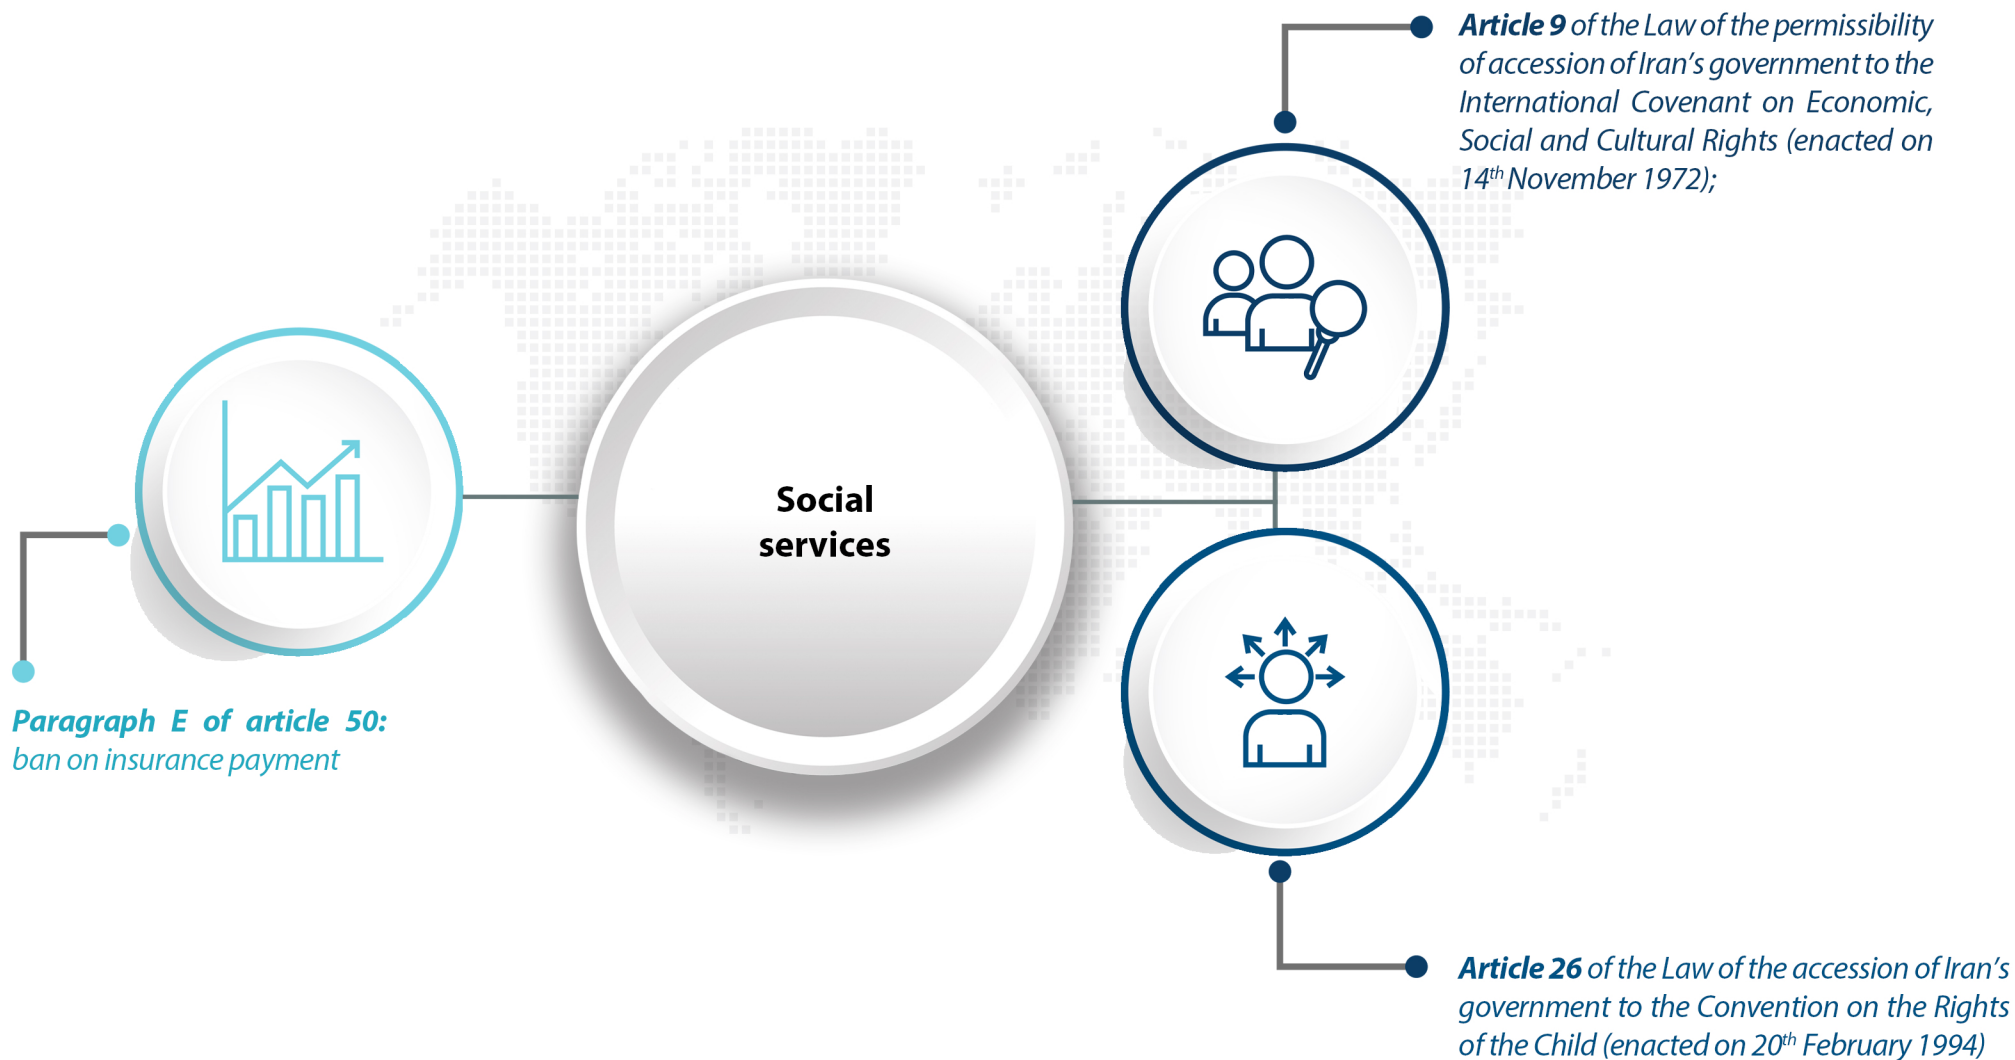 Article 9 of the Law of the permissibility
of accession of Iran’s government to the
International Covenant on Economic,
Social and Cultural Rights (enacted on
14th November 1972);
Social
services
Paragraph E of article 50:
ban on insurance payment
Article 26 of the Law of the accession of Iran’s
government to the Convention on the Rights
of the Child (enacted on 20th February 1994)